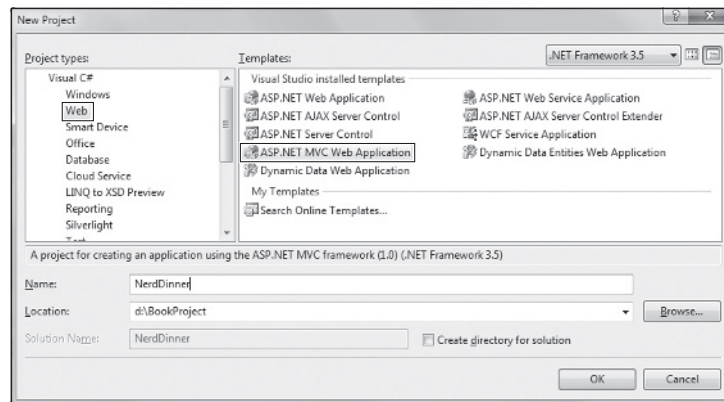 New Project
Project types:
Templates:
.NET Framework 3.5
Visual C#
Windows
Web
Smart Device
Office
Database
Cloud Service
LINQ to XSD Preview
Reporting
Silverlight
Test
Visual Studio installed templates
ASP.NET Web Application
ASP.NET Web Service Application
ASP.NET AJAX Server Control
ASP.NET AJAX Server Control Extender
ASP.NET Server Control
WCF Service Application
ASP.NET MVC Web Application
Dynamic Data Entities Web Application
Dynamic Data Web Application
My Templates
Search Online Templates...
A project for creating an application using the ASP.NET MVC framework (1.0) (.NET Framework 3.5)
Name:
NerdDinner
Location:
d:\BookProject
Browse...
Solution Name:
NerdDinner
Create directory for solution
OK
Cancel